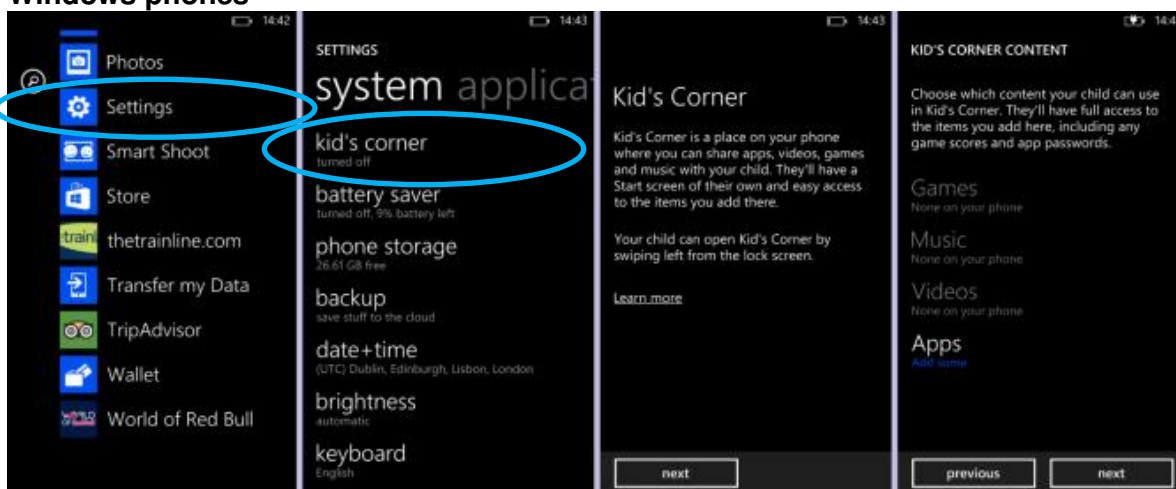 Windows phones
14:42
Photos
Settings
Smart Shoot
Store
thetrainline.com
Transfer my Data
TripAdvisor
Wallet
World of Red Bull
14:43
SETTINGS
system applica
kid's corner
turned off
battery saver
turned off, 9% battery left
phone storage
26.61 GB free
backup
save stuff to the cloud
date+time
(UTC) Dublin, Edinburgh, Lisbon, London
brightness
automatic
keyboard
English
14:43
Kid's Corner
Kid's Corner is a place on your phone
where you can share apps, videos, games
and music with your child. They'll have a
Start screen of their own and easy access
to the items you add there.
Your child can open Kid's Corner by
swiping left from the lock screen.
Learn more
next
14:4
KID'S CORNER CONTENT
Choose which content your child can use
in Kid's Corner. They'll have full access to
the items you add here, including any
game scores and app passwords.
Games
None on your phone
Music
None on your phone
Videos
None on your phone
Apps
Add some
previous next